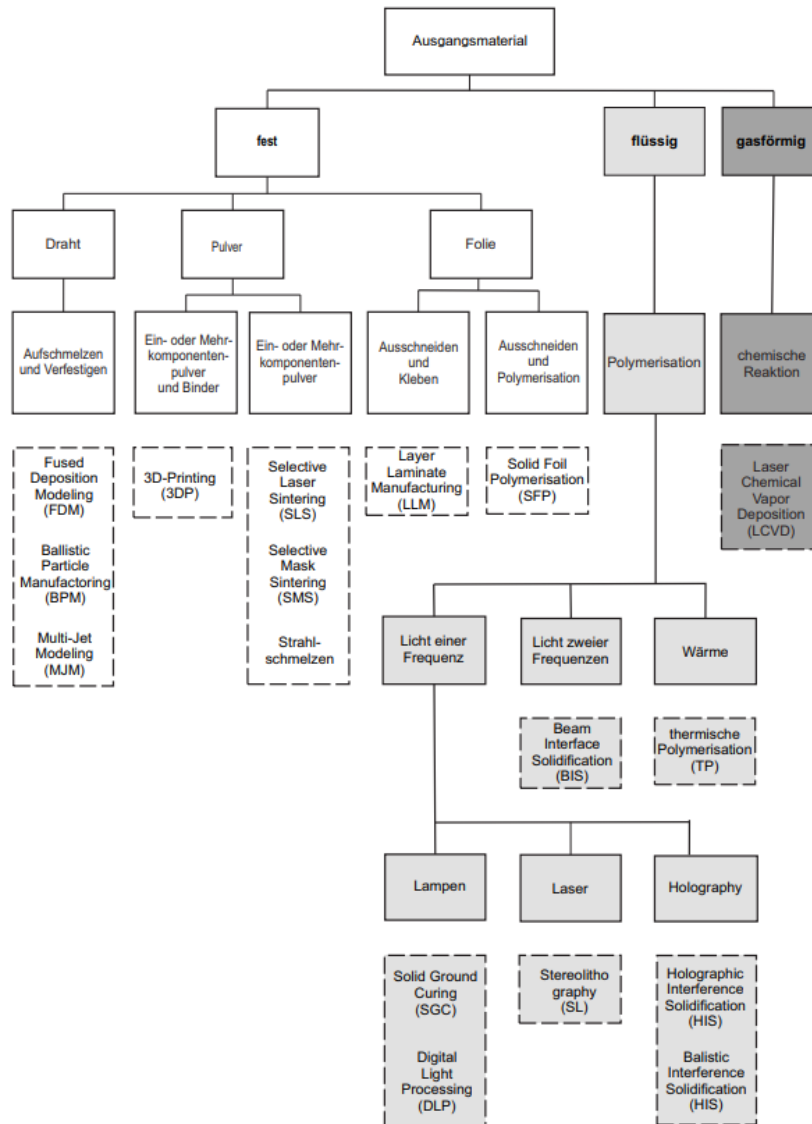 Ausgangsmaterial
fest
flüssig
gasförmig
Draht
Pulver
Folie
Aufschmelzen
und Verfestigen
Ein- oder Mehr-
komponenten-
pulver
und Binder
Ein- oder Mehr-
komponenten-
pulver
Ausschneiden
und
Kleben
Ausschneiden
und
Polymerisation
Polymerisation
chemische
Reaktion
Fused
Deposition
Modeling
(FDM)
Ballistic
Particle
Manufactoring
(BPM)
Multi-Jet
Modeling
(MJM)
3D-Printing
(3DP)
Selective
Laser
Sintering
(SLS)
Selective
Mask
Sintering
(SMS)
Strahl-
schmelzen
Layer
Laminate
Manufacturing
(LLM)
Solid Foil
Polymerisation
(SFP)
Laser
Chemical
Vapor
Deposition
(LCVD)
Licht einer
Frequenz
Licht zweier
Frequenzen
Wärme
Beam
Interface
Solidification
(BIS)
thermische
Polymerisation
(TP)
Lampen
Laser
Holography
Solid Ground
Curing
(SGC)
Digital
Light
Processing
(DLP)
Stereolitho
graphy
(SL)
Holographic
Interference
Solidification
(HIS)
Balistic
Interference
Solidification
(HIS)